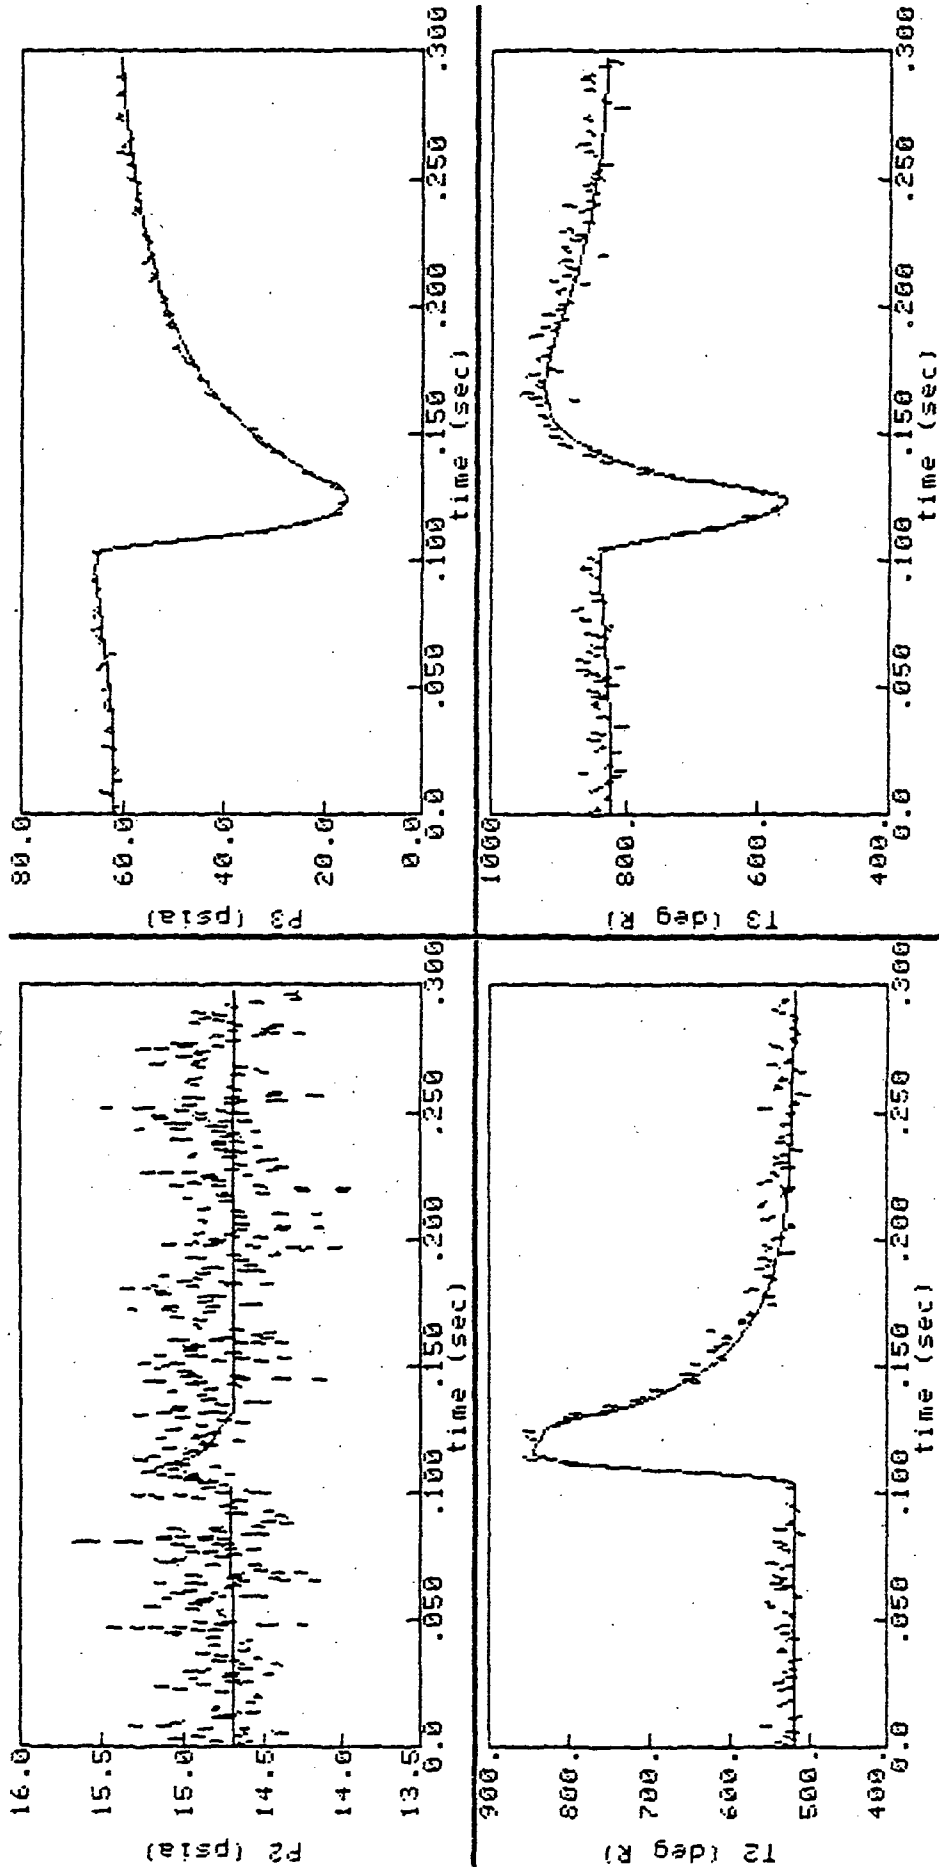 P2 (psia)
16.0
15.5
15.0
14.5
14.0
13.5
0.0 .050 .100 .150 .200 .250 .300
time (sec)
P3 (psia)
80.0
60.0
40.0
20.0
0.0
0.0 .050 .100 .150 .200 .250 .300
time (sec)
T2 (deg R)
900.
800.
700.
600.
500.
400.
0.0 .050 .100 .150 .200 .250 .300
time (sec)
T3 (deg R)
1000
800.
600.
400.
0.0 .050 .100 .150 .200 .250 .300
time (sec)